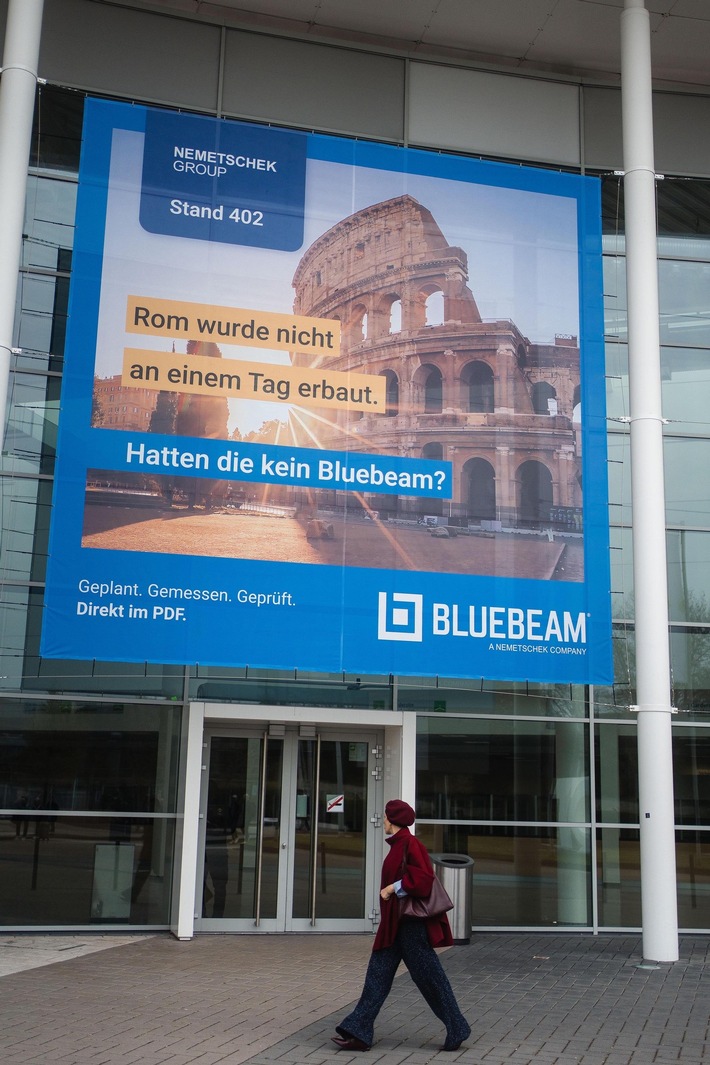 NEMETSCHEK
GROUP
Stand 402
Rom wurde nicht
an einem Tag erbaut.
Hatten die kein Bluebeam?
Geplant. Gemessen. Geprüft.
Direkt im PDF.
BLUEBEAM
A NEMETSCHEK COMPANY